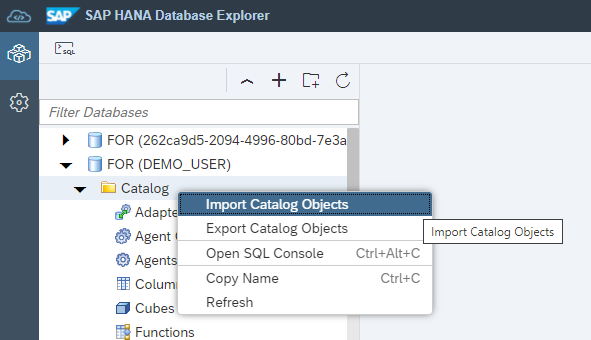 SAP SAP HANA Database Explorer
SQL
Filter Databases
FOR (262ca9d5-2094-4996-80bd-7e3a
FOR (DEMO_USER)
Catalog
Import Catalog Objects
Adapte
Export Catalog Objects
Import Catalog Objects
Agent
Open SQL Console Ctrl+Alt+C
Agents
Colum
Copy Name Ctrl+C
Cubes
Refresh
Functions